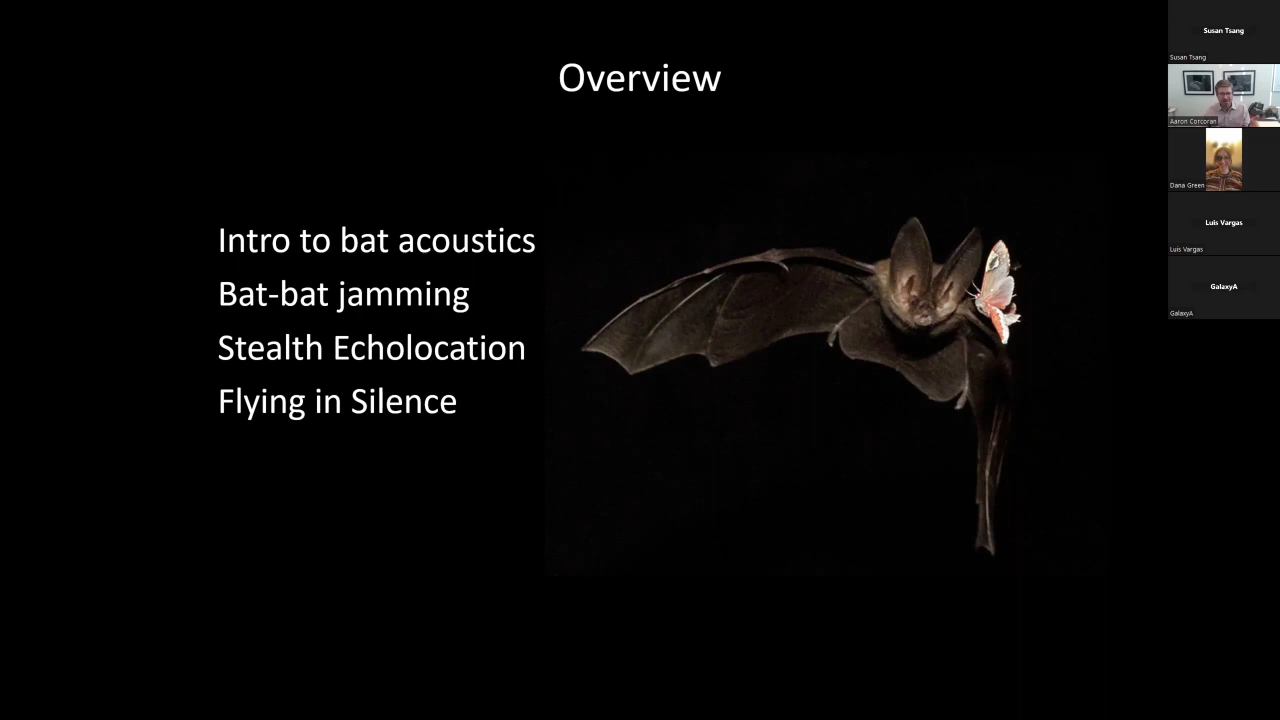 Overview
Intro to bat acoustics
Bat-bat jamming
Stealth Echolocation
Flying in Silence
Susan Tsang
Susan Tsang
Aaron Corcoran
Dana Green
Luis Vargas
Luis Vargas
GalaxyA
GalaxyA